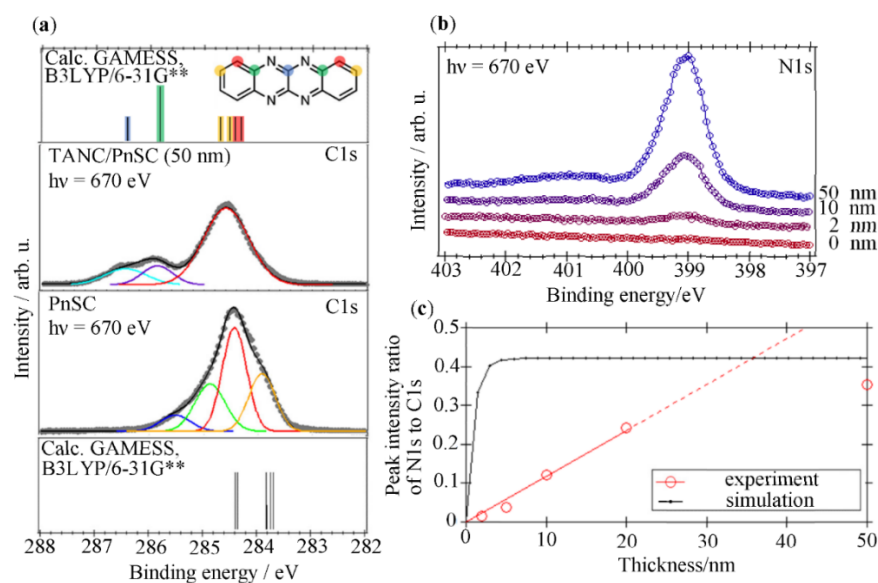 (a)
Calc. GAMESS,
B3LYP/6-31G**
N N
N N
TANC/PnSC (50 nm)
C1s
hν = 670 eV
PnSC
C1s
hν = 670 eV
Calc. GAMESS,
B3LYP/6-31G**
Intensity / arb. u.
288 287 286 285 284 283 282
Binding energy / eV
(b)
hν = 670 eV
N1s
50 nm
10 nm
2 nm
0 nm
Intensity / arb. u.
403 402 401 400 399 398 397
Binding energy/eV
(c)
0.5
0.4
0.3
0.2
0.1
0
Peak intensity ratio
of N1s to C1s
experiment
simulation
0 10 20 30 40 50
Thickness/nm